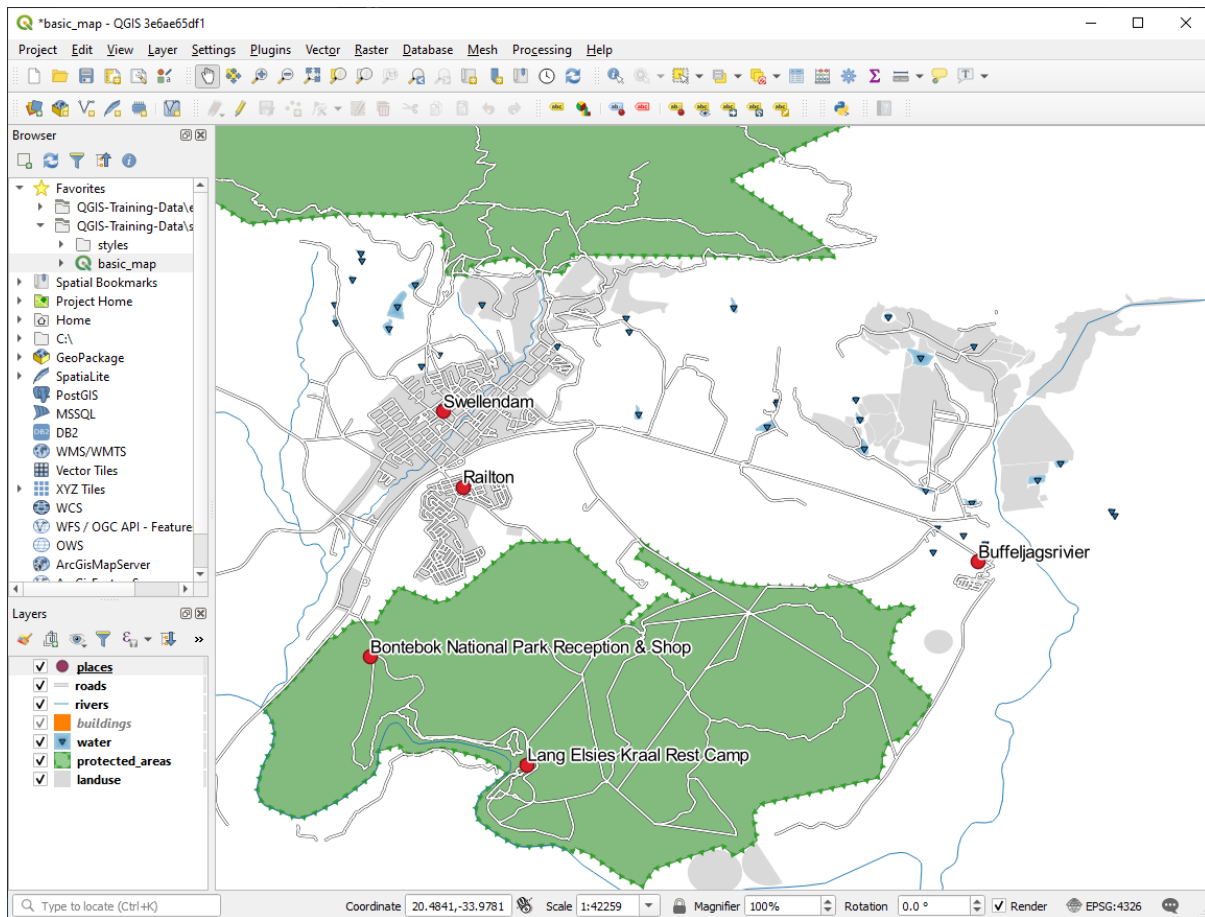 *basic_map - QGIS 3e6ae65df1
Project Edit View Layer Settings Plugins Vector Raster Database Mesh Processing Help
Browser
Favorites
QGIS-Training-Data\e
QGIS-Training-Data\s
styles
basic_map
Spatial Bookmarks
Project Home
Home
C:\
GeoPackage
SpatiaLite
PostGIS
MSSQL
DB2
WMS/WMTS
Vector Tiles
XYZ Tiles
WCS
WFS / OGC API - Feature
OWS
ArcGisMapServer
Layers
places
roads
rivers
buildings
water
protected_areas
landuse
Swellendam
Railton
Buffeljagsrivier
Bontebok National Park Reception & Shop
Lang Elsies Kraal Rest Camp
Type to locate (Ctrl+K) Coordinate 20.4841,-33.9781 Scale 1:42259 Magnifier 100% Rotation 0.0 ° Render EPSG:4326